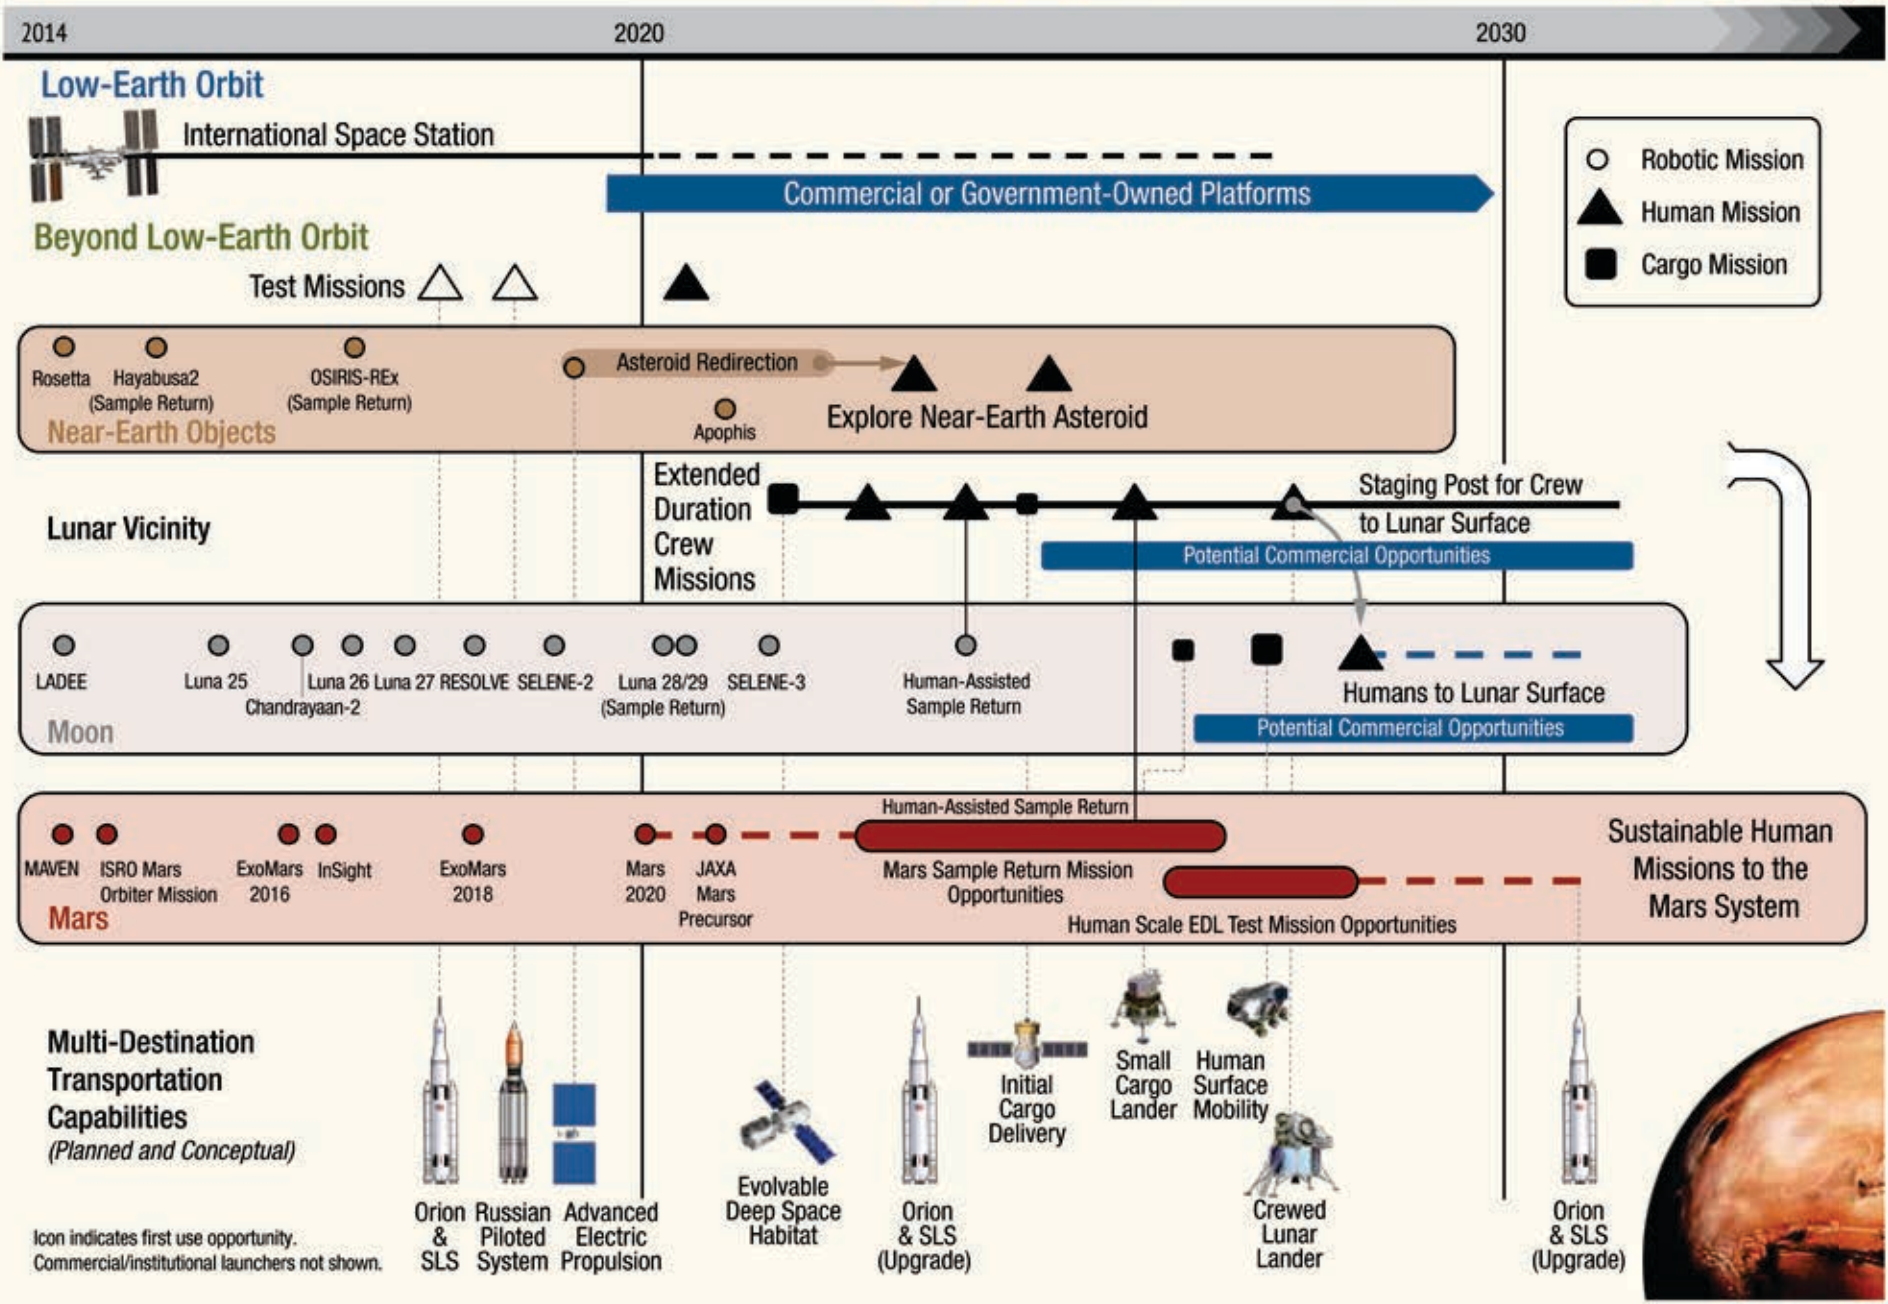 2014
2020
2030
Low-Earth Orbit
International Space Station
Commercial or Government-Owned Platforms
Robotic Mission
Human Mission
Cargo Mission
Beyond Low-Earth Orbit
Test Missions
Rosetta
Hayabusa2
(Sample Return)
OSIRIS-REx
(Sample Return)
Asteroid Redirection
Apophis
Explore Near-Earth Asteroid
Near-Earth Objects
Lunar Vicinity
Extended
Duration
Crew
Missions
Staging Post for Crew
to Lunar Surface
Potential Commercial Opportunities
LADEE
Luna 25
Chandrayaan-2
Luna 26
Luna 27
RESOLVE
SELENE-2
Luna 28/29
(Sample Return)
SELENE-3
Human-Assisted
Sample Return
Humans to Lunar Surface
Potential Commercial Opportunities
Moon
Human-Assisted Sample Return
MAVEN
ISRO Mars
Orbiter Mission
ExoMars
2016
InSight
ExoMars
2018
Mars
2020
JAXA
Mars
Precursor
Mars Sample Return Mission
Opportunities
Human Scale EDL Test Mission Opportunities
Sustainable Human
Missions to the
Mars System
Mars
Multi-Destination
Transportation
Capabilities
(Planned and Conceptual)
Orion
&
SLS
Russian
Piloted
System
Advanced
Electric
Propulsion
Evolvable
Deep Space
Habitat
Orion
& SLS
(Upgrade)
Initial
Cargo
Delivery
Small
Cargo
Lander
Human
Surface
Mobility
Crewed
Lunar
Lander
Orion
& SLS
(Upgrade)
Icon indicates first use opportunity.
Commercial/institutional launchers not shown.